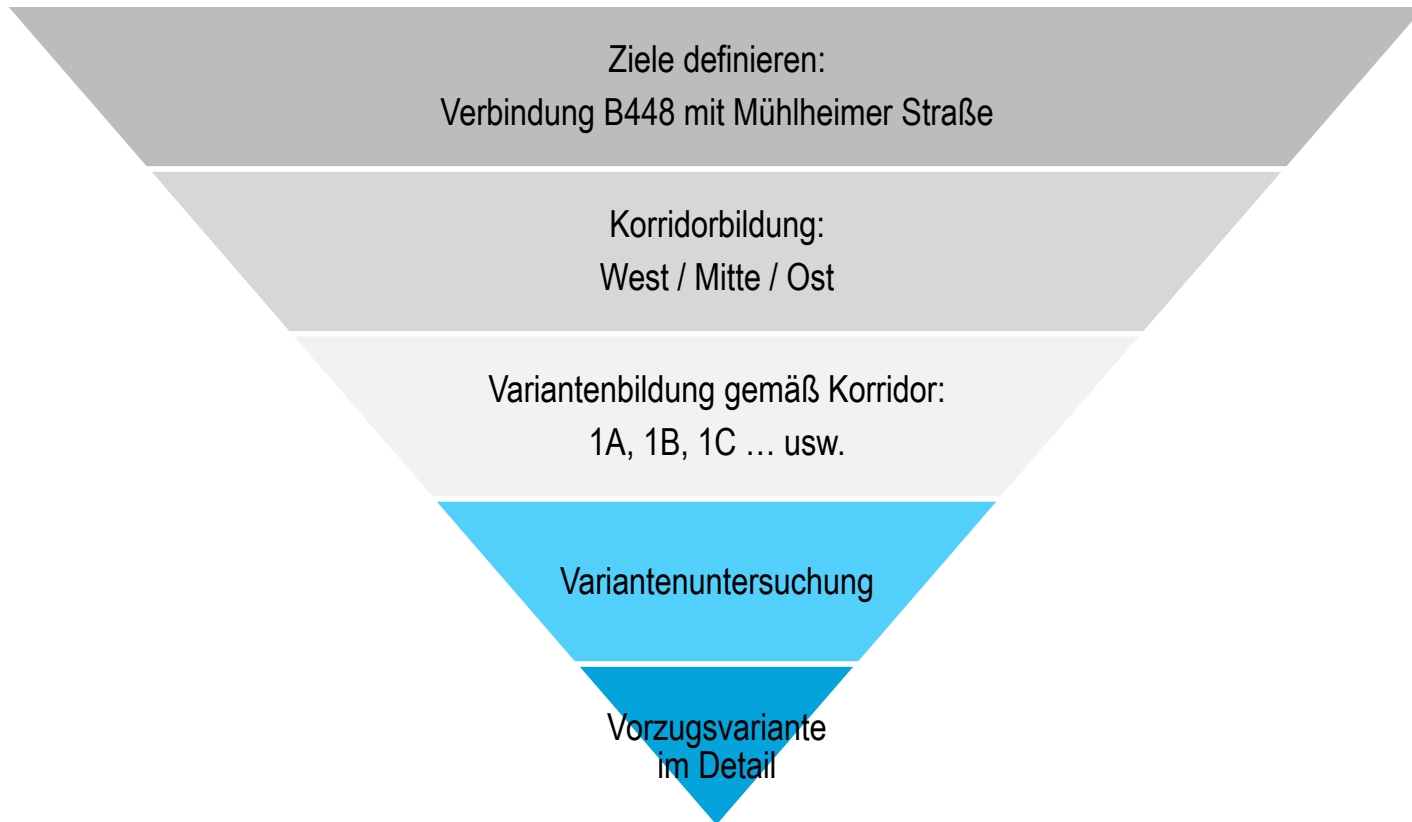 Ziele definieren:
Verbindung B448 mit Mühlheimer Straße
Korridorbildung:
West / Mitte / Ost
Variantenbildung gemäß Korridor:
1A, 1B, 1C … usw.
Variantenuntersuchung
Vorzugsvariante
im Detail